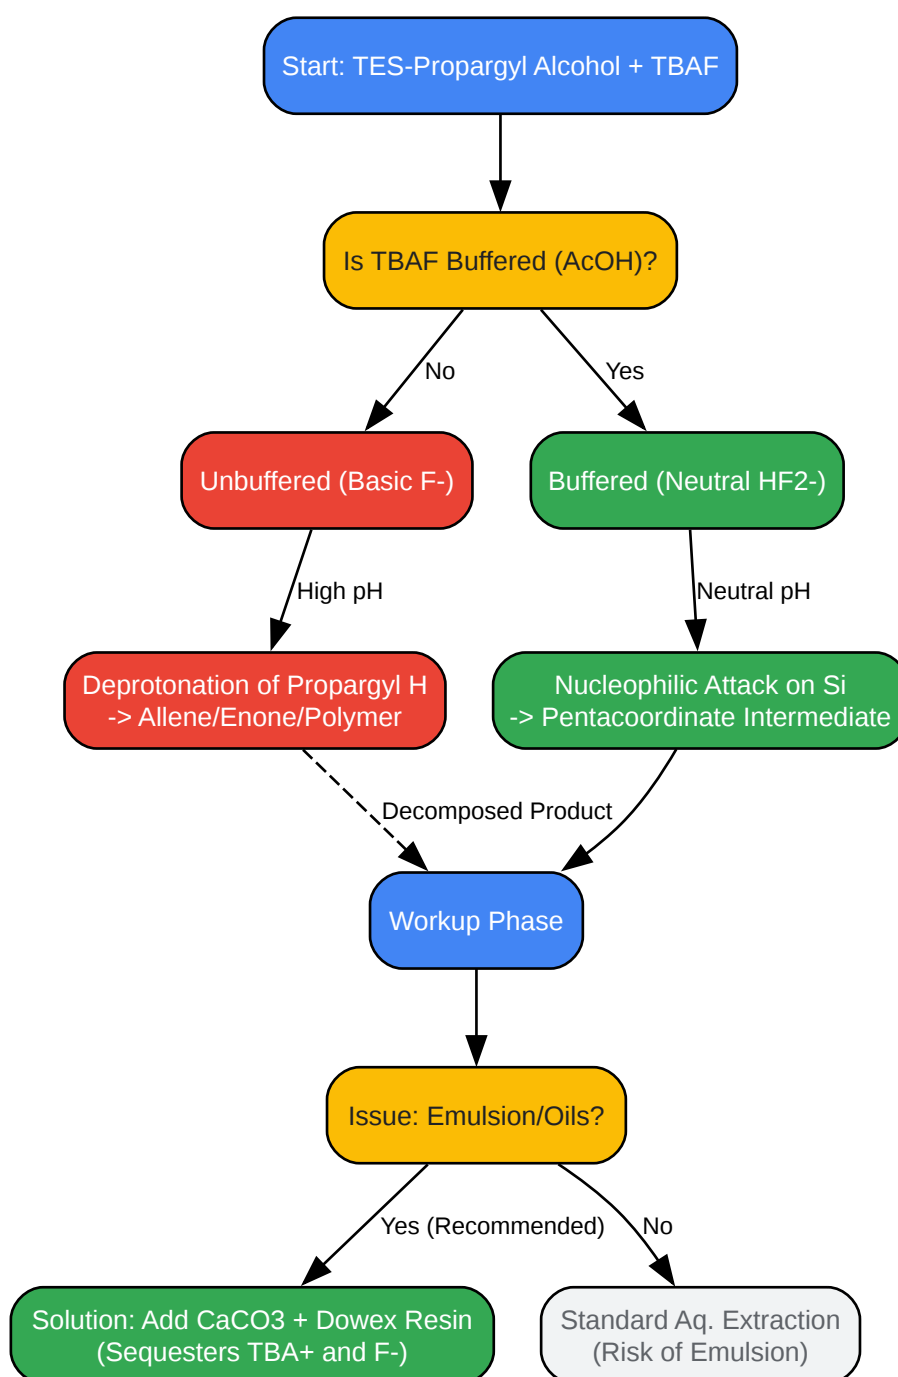 Start: TES-Propargyl Alcohol + TBAF
Is TBAF Buffered (AcOH)?
No
Yes
Unbuffered (Basic F-)
Buffered (Neutral HF2-)
High pH
Neutral pH
Deprotonation of Propargyl H
-> Allene/Enone/Polymer
Nucleophilic Attack on Si
-> Pentacoordinate Intermediate
Decomposed Product
Workup Phase
Issue: Emulsion/Oils?
Yes (Recommended)
No
Solution: Add CaCO3 + Dowex Resin
(Sequesters TBA+ and F-)
Standard Aq. Extraction
(Risk of Emulsion)